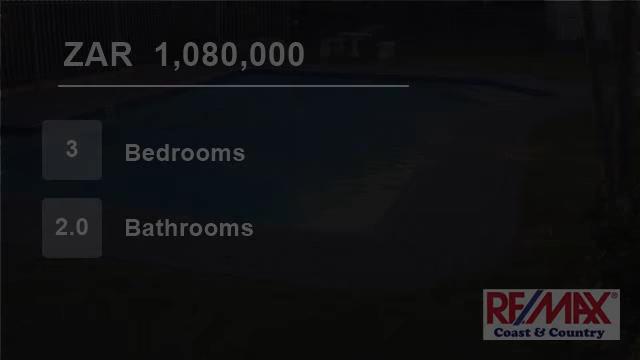 ZAR 1,080,000
3
Bedrooms
2.0
Bathrooms
RE/MAX®
Coast & Country